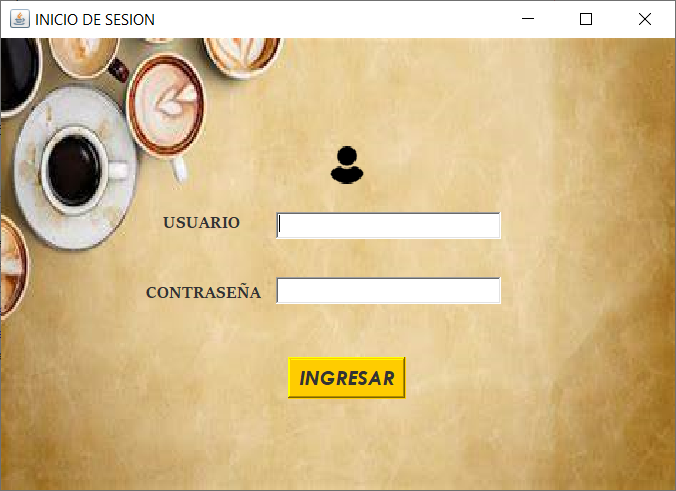 INICIO DE SESION
USUARIO
CONTRASEÑA
INGRESAR